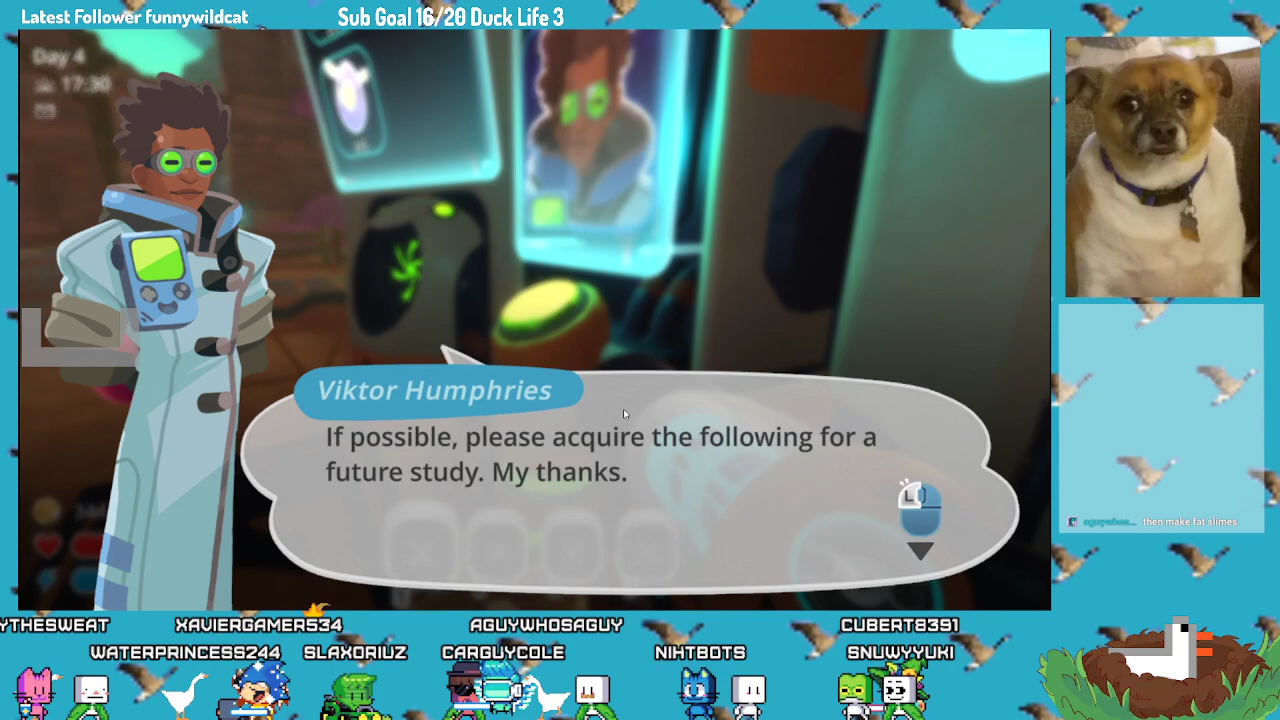 Latest Follower funnywildcat
Sub Goal 16/20 Duck Life 3
Day 4
17:30
Viktor Humphries
If possible, please acquire the following for a
future study. My thanks.
then make fat slimes
YTHESWEAT
XAVIERGAMER534
AGUYWHOSAGUY
CUBERT8391
WATERPRINCESS244
SLAXORIUZ
CARGUYCOLE
NIHTBOTS
SNUWYYUKI